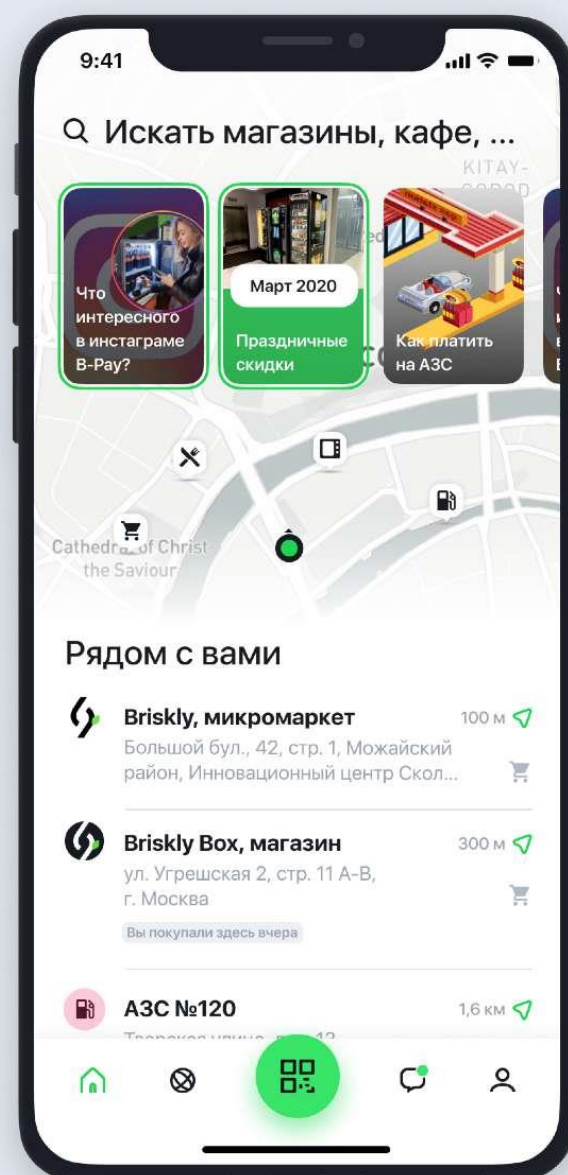 9:41
Искать магазины, кафе, ...
KITAY-
Что
интересного
в инстаграме
B-Pay?
Март 2020
Праздничные
скидки
Как платить
на АЗС
Cathedral of Christ
the Saviour
Рядом с вами
Briskly, микромаркет
100 м
Большой бул., 42, стр. 1, Можайский
район, Инновационный центр Скол...
Briskly Box, магазин
300 м
ул. Угрешская 2, стр. 11 А-В,
г. Москва
Вы покупали здесь вчера
АЗС №120
1,6 км